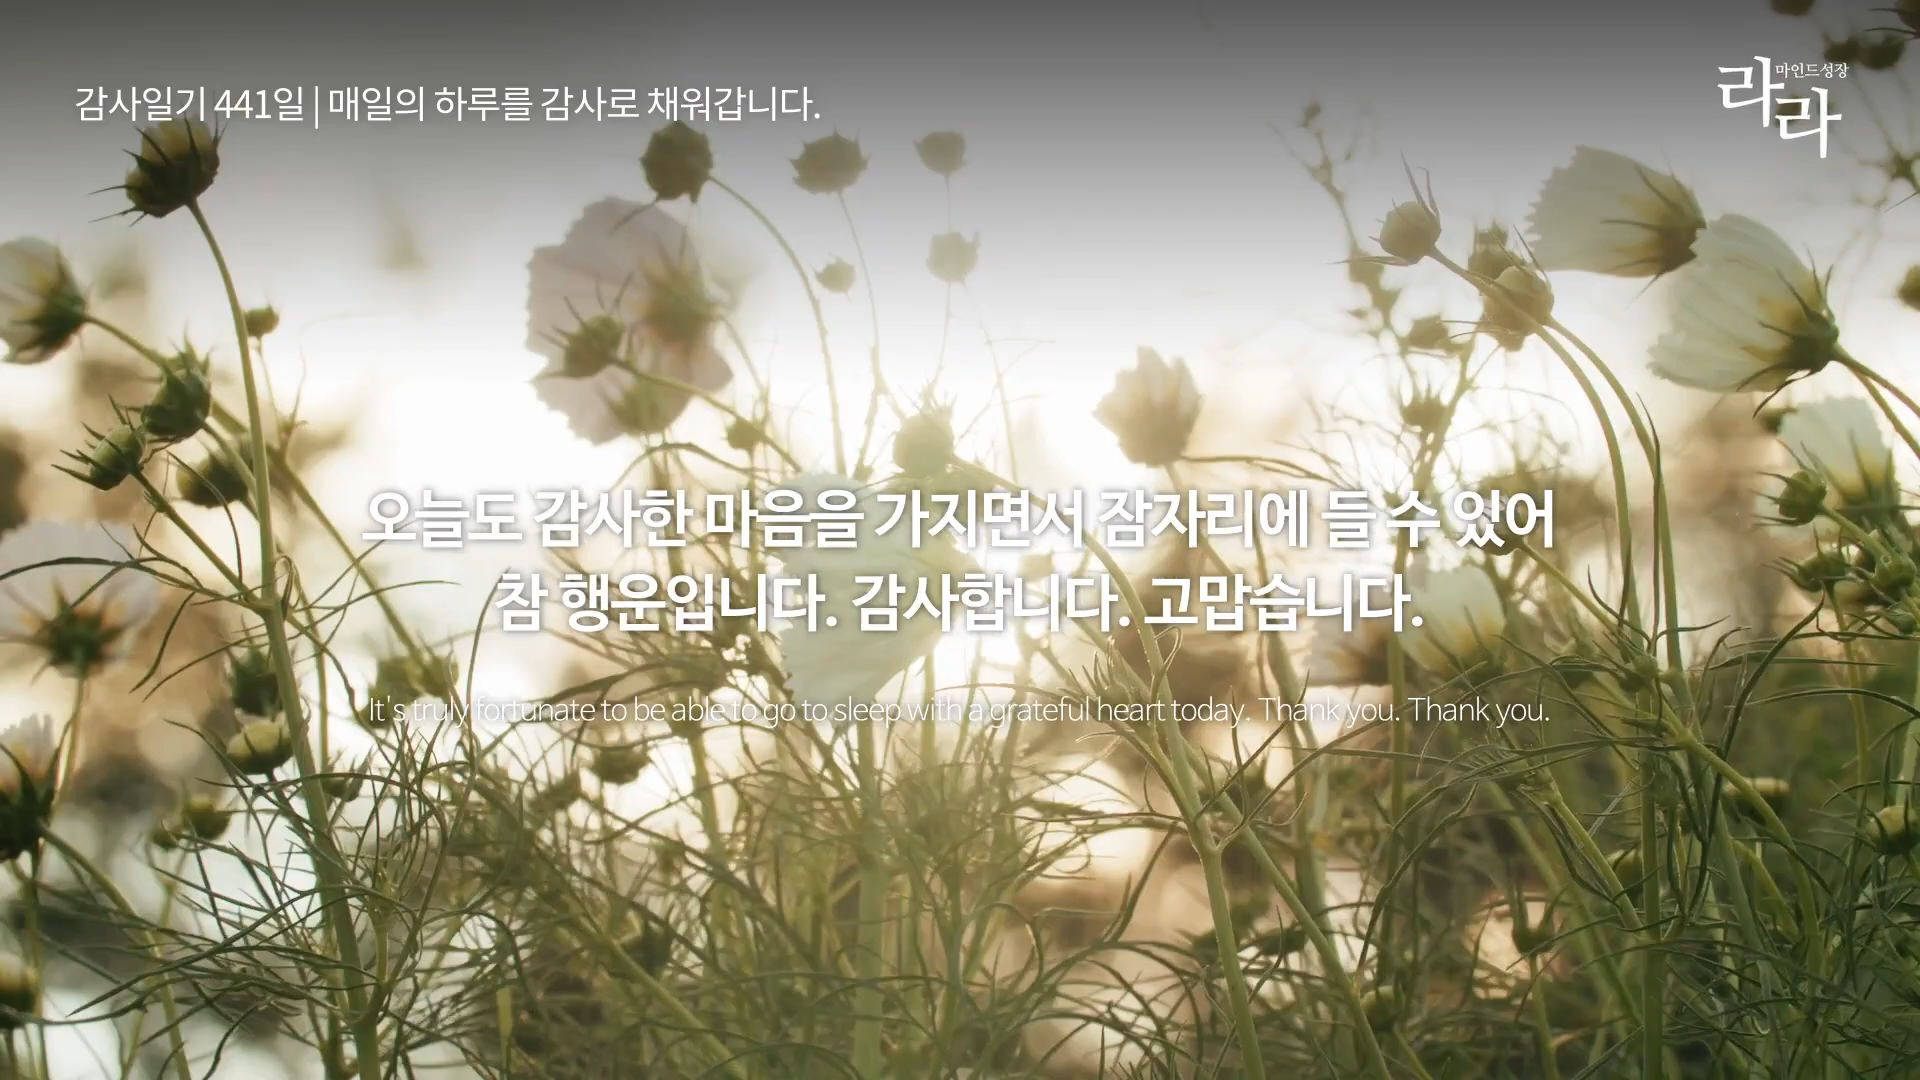 감사일기 441일 | 매일의 하루를 감사로 채워갑니다.
마인드성장
라라
오늘도 감사한 마음을 가지면서 잠자리에 들 수 있어
참 행운입니다. 감사합니다. 고맙습니다.
It's truly fortunate to be able to go to sleep with a grateful heart today. Thank you. Thank you.